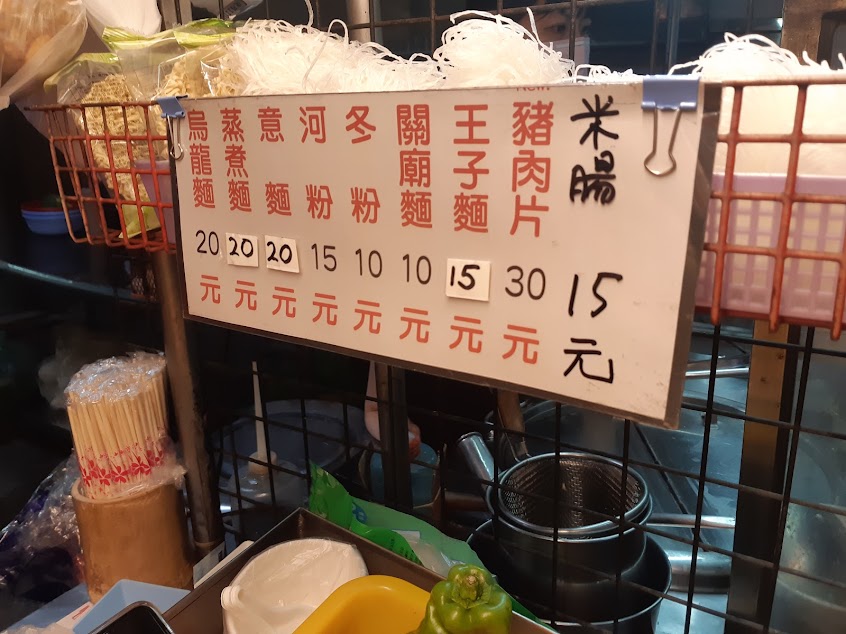 米腸 15元
豬肉片 30元
王子麵 15元
關廟麵 10元
冬粉 10元
河粉 15元
意麵 20元
蒸煮麵 20元
烏龍麵 20元